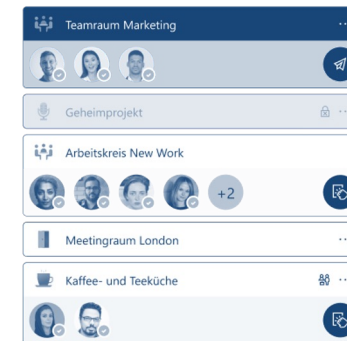 Teamraum Marketing
Geheimprojekt
Arbeitskreis New Work
+2
Meetingraum London
Kaffee- und Teeküche